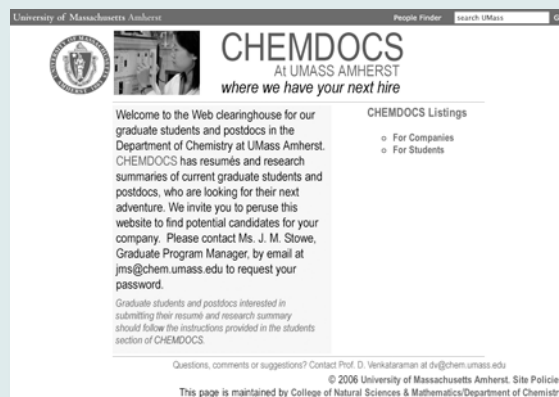 University of Massachusetts Amherst People Finder search UMass G
CHEMDOCS
At UMASS AMHERST
where we have your next hire
Welcome to the Web clearinghouse for our
graduate students and postdocs in the
Department of Chemistry at UMass Amherst.
CHEMDOCS has resumés and research
summaries of current graduate students and
postdocs, who are looking for their next
adventure. We invite you to peruse this
website to find potential candidates for your
company. Please contact Ms. J. M. Stowe,
Graduate Program Manager, by email at
jms@chem.umass.edu to request your
password.
Graduate students and postdocs interested in
submitting their resumé and research summary
should follow the instructions provided in the students
section of CHEMDOCS.
CHEMDOCS Listings
For Companies
For Students
Questions, comments or suggestions? Contact Prof. D. Venkataraman at dv@chem.umass.edu
© 2006 University of Massachusetts Amherst. Site Policie
This page is maintained by College of Natural Sciences & Mathematics/Department of Chemistr